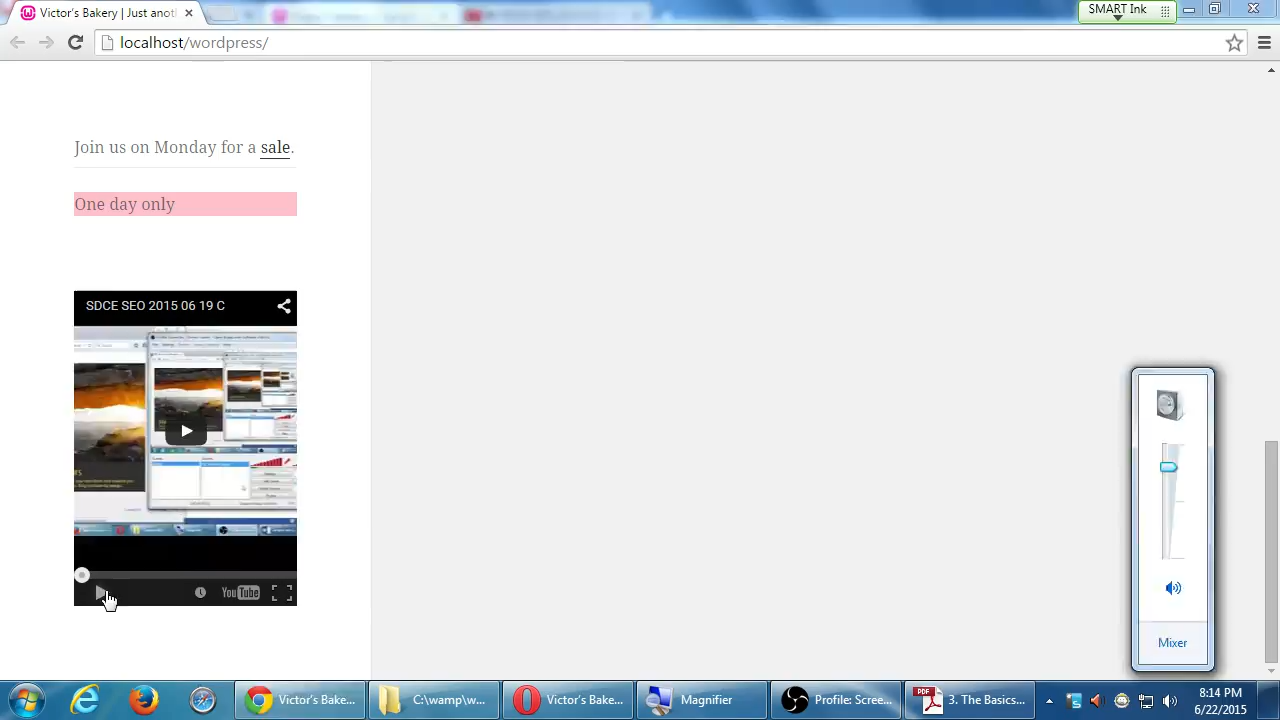 Victor's Bakery | Just anot
SMART Ink
localhost/wordpress/
Join us on Monday for a sale.
One day only
SDCE SEO 2015 06 19 C
YouTube
Mixer
Victor's Bake...
C:\wamp\w...
Victor's Bake...
Magnifier
Profile: Scree...
PDF
3. The Basics...
8:14 PM
6/22/2015